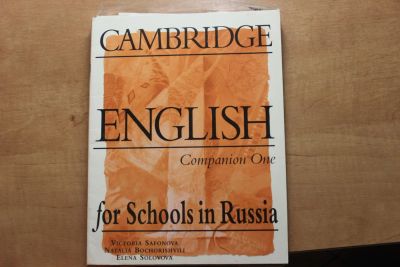 CAMBRIDGE
ENGLISH
Companion One
for Schools in Russia
VICTORIA SAFONOVA
NATALIA BOCHORISHVILI
ELENA SOLOVOVA